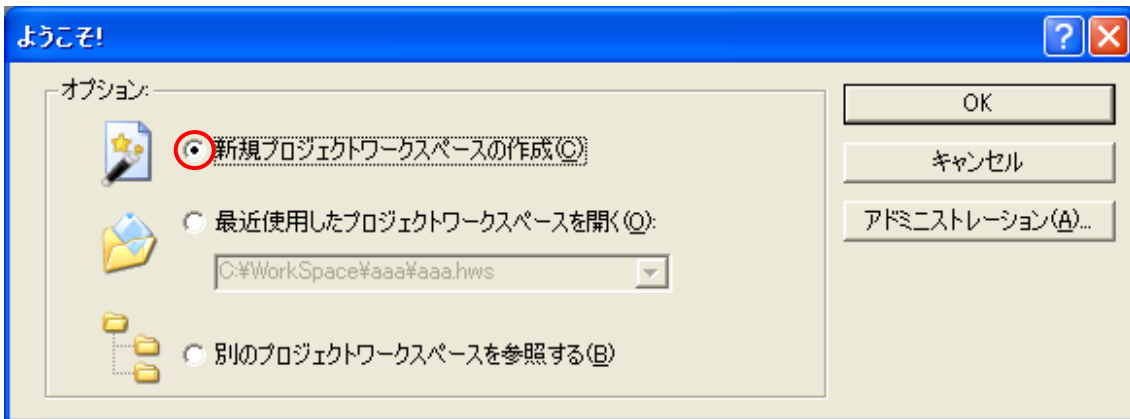 ようこそ!
オプション:
新規プロジェクトワークスペースの作成(C)
最近使用したプロジェクトワークスペースを開く(O):
C:¥WorkSpace¥aaa¥aaa.hws
別のプロジェクトワークスペースを参照する(B)
OK
キャンセル
アドミニストレーション(A)...